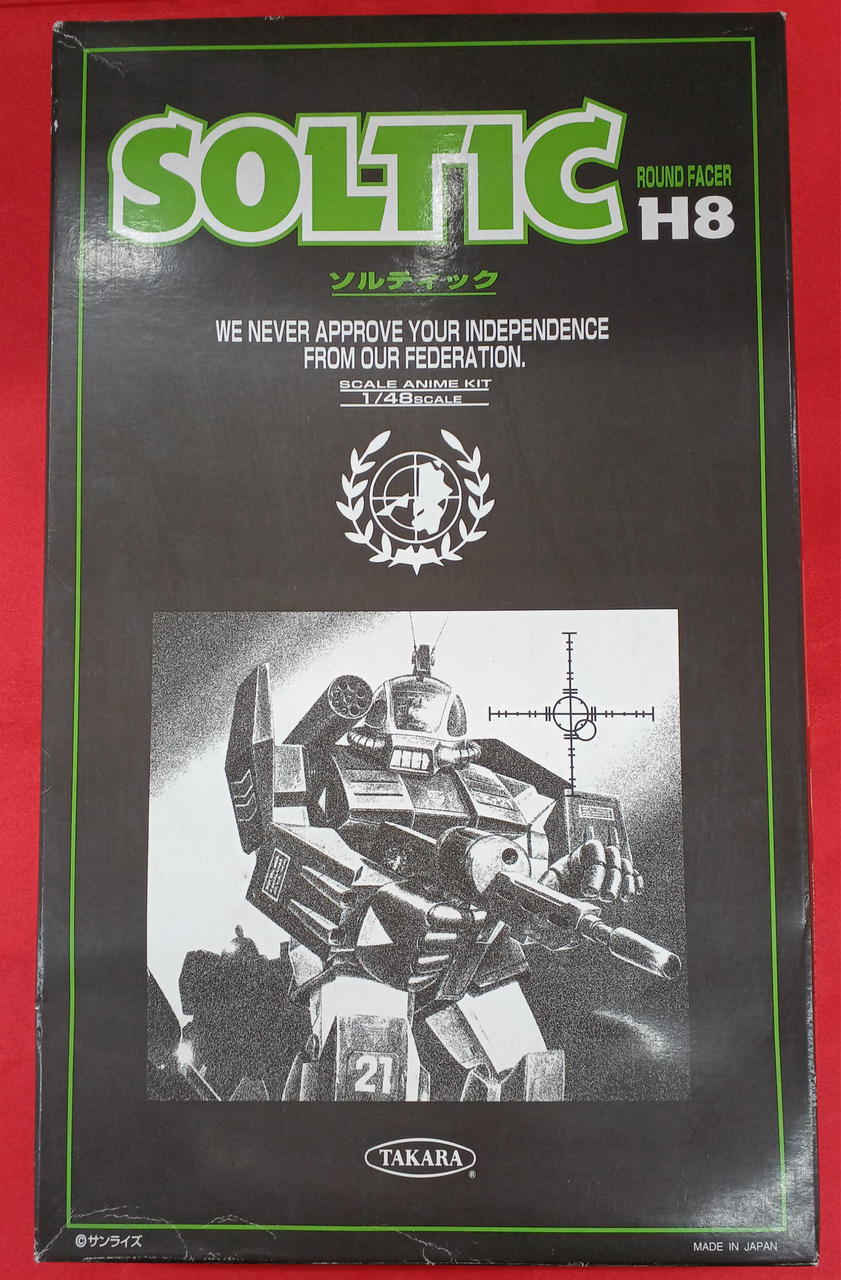 SOLTIC
ROUND FACER
H8
ソルティック
WE NEVER APPROVE YOUR INDEPENDENCE
FROM OUR FEDERATION.
SCALE ANIME KIT
1/48SCALE
21
TAKARA®
©サンライズ
MADE IN JAPAN